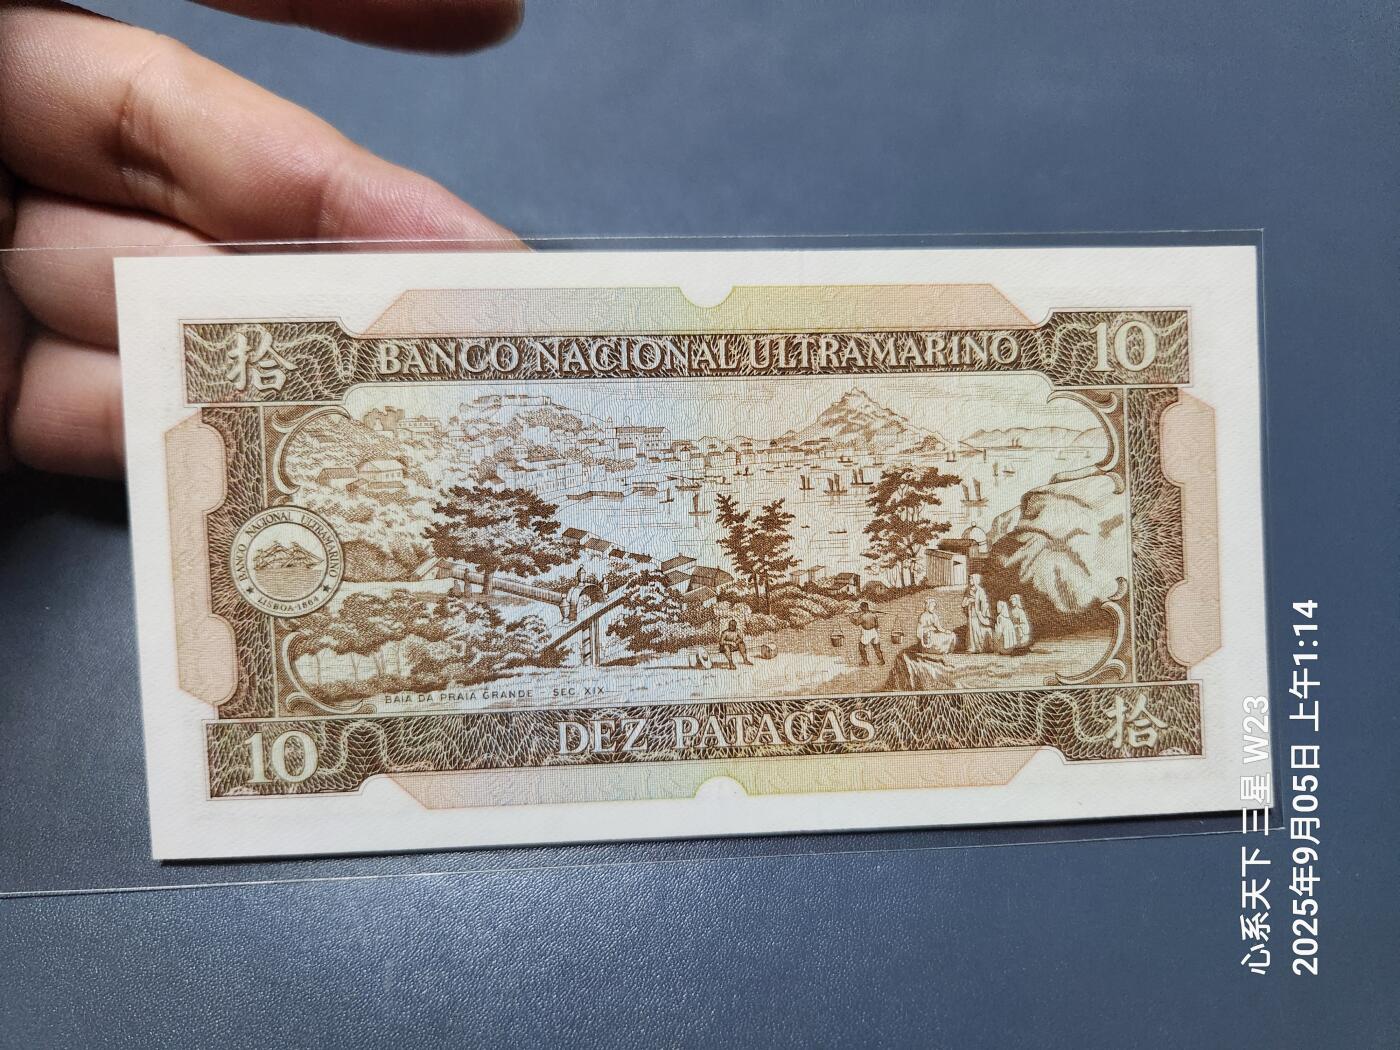 拾 BANCO NACIONAL ULTRAMARINO 10
BANCO NACIONAL ULTRAMARINO
LISBOA 1864
BAIA DA PRAIA GRANDE - SEC. XIX
10 DEZ PATACAS 拾
心系天下 三星 W23
2025年9月05日 上午1:14